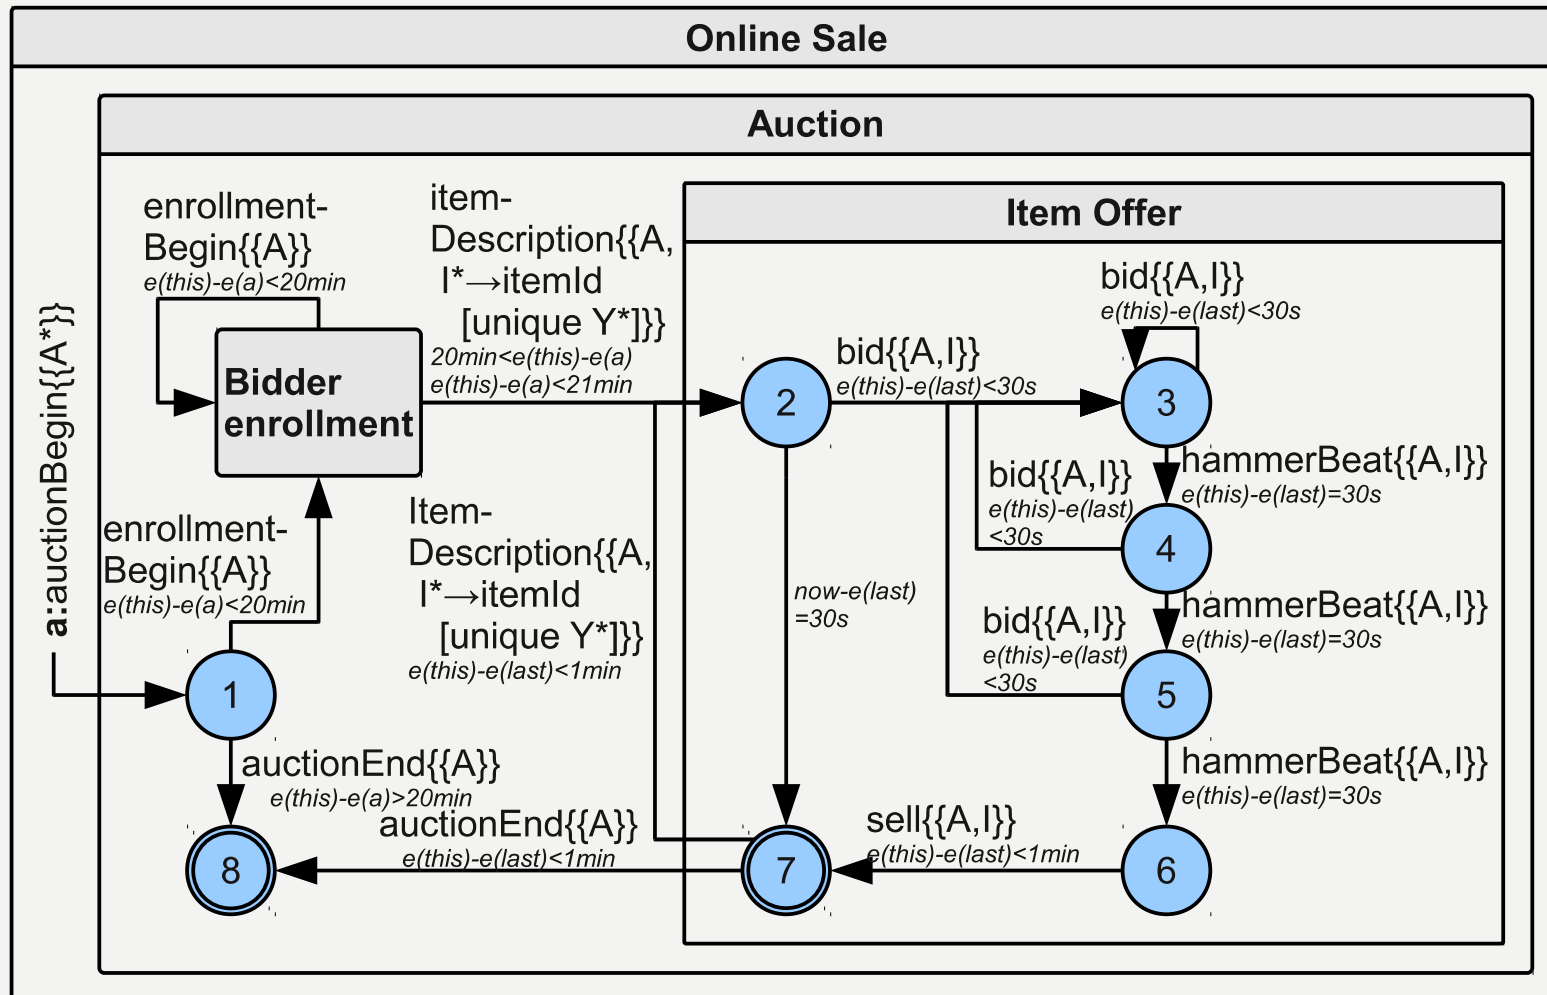 Online Sale
Auction
enrollment-
Begin{{A}}
e(this)-e(a)<20min
item-
Description{{A,
I*→itemId
[unique Y*]}}
20min<e(this)-e(a)
e(this)-e(a)<21min
Item Offer
bid{{A,I}}
e(this)-e(last)<30s
a:auctionBegin{{A*}}
Bidder
enrollment
bid{{A,I}}
e(this)-e(last)<30s
2
3
hammerBeat{{A,I}}
e(this)-e(last)=30s
bid{{A,I}}
e(this)-e(last)
<30s
4
enrollment-
Begin{{A}}
e(this)-e(a)<20min
Item-
Description{{A,
I*→itemId
[unique Y*]}}
e(this)-e(last)<1min
now-e(last)
=30s
hammerBeat{{A,I}}
e(this)-e(last)=30s
bid{{A,I}}
e(this)-e(last)
<30s
1
5
auctionEnd{{A}}
e(this)-e(a)>20min
hammerBeat{{A,I}}
e(this)-e(last)=30s
auctionEnd{{A}}
e(this)-e(last)<1min
sell{{A,I}}
e(this)-e(last)<1min
8
7
6